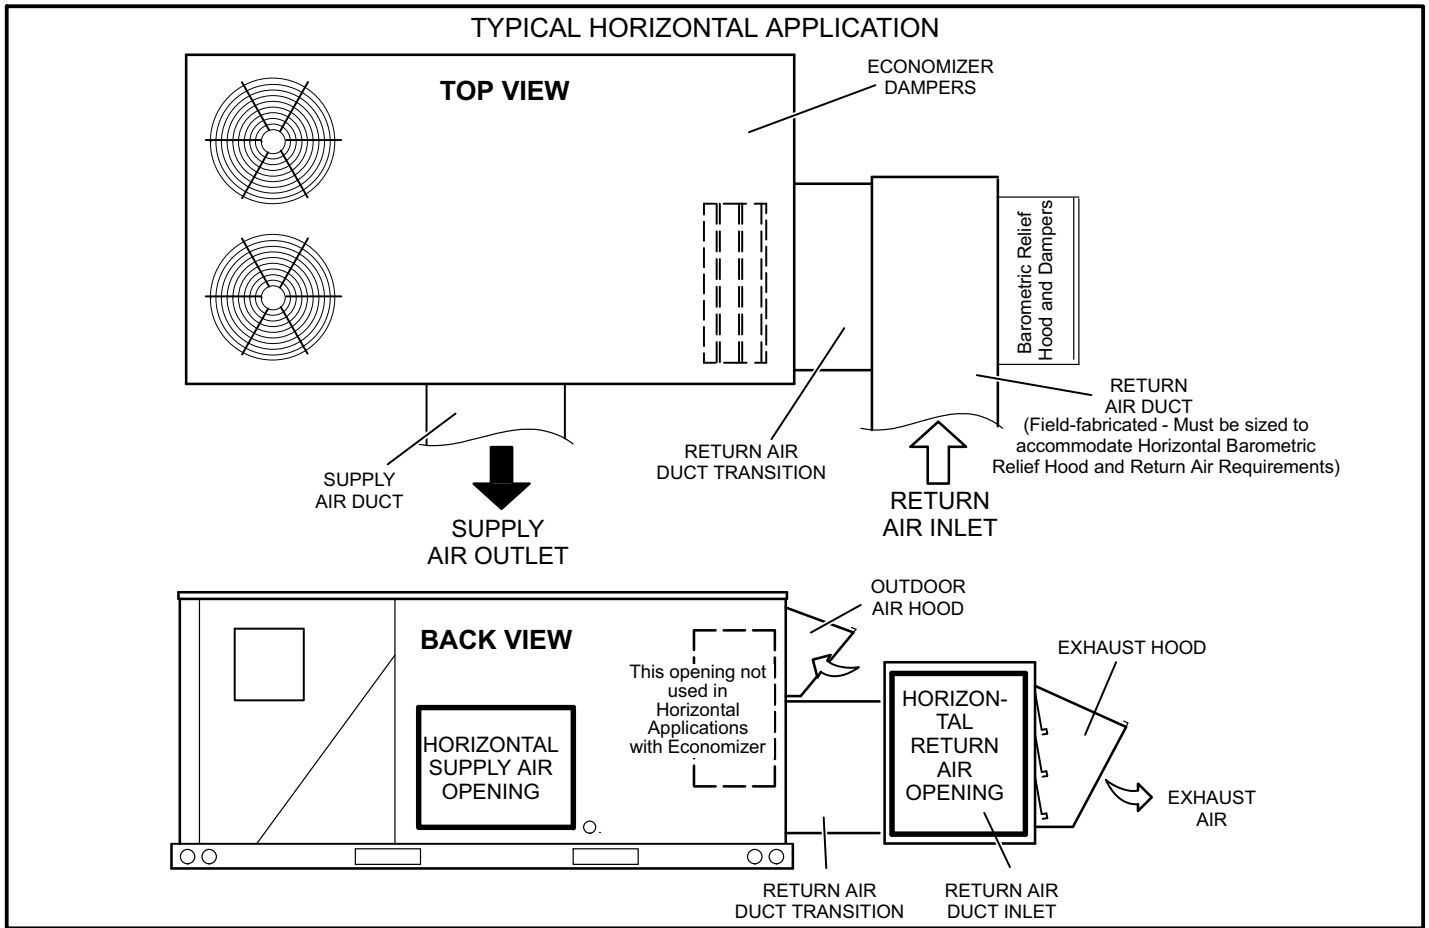 TYPICAL HORIZONTAL APPLICATION
TOP VIEW
ECONOMIZER
DAMPERS
Barometric Relief
Hood and Dampers
RETURN
AIR DUCT
(Field-fabricated - Must be sized to
accommodate Horizontal Barometric
Relief Hood and Return Air Requirements)
RETURN AIR
DUCT TRANSITION
SUPPLY
AIR DUCT
SUPPLY
AIR OUTLET
RETURN
AIR INLET
BACK VIEW
OUTDOOR
AIR HOOD
EXHAUST HOOD
This opening not
used in
Horizontal
Applications
with Economizer
HORIZONTAL
SUPPLY AIR
OPENING
HORIZON-
TAL
RETURN
AIR
OPENING
EXHAUST
AIR
RETURN AIR
DUCT TRANSITION
RETURN AIR
DUCT INLET